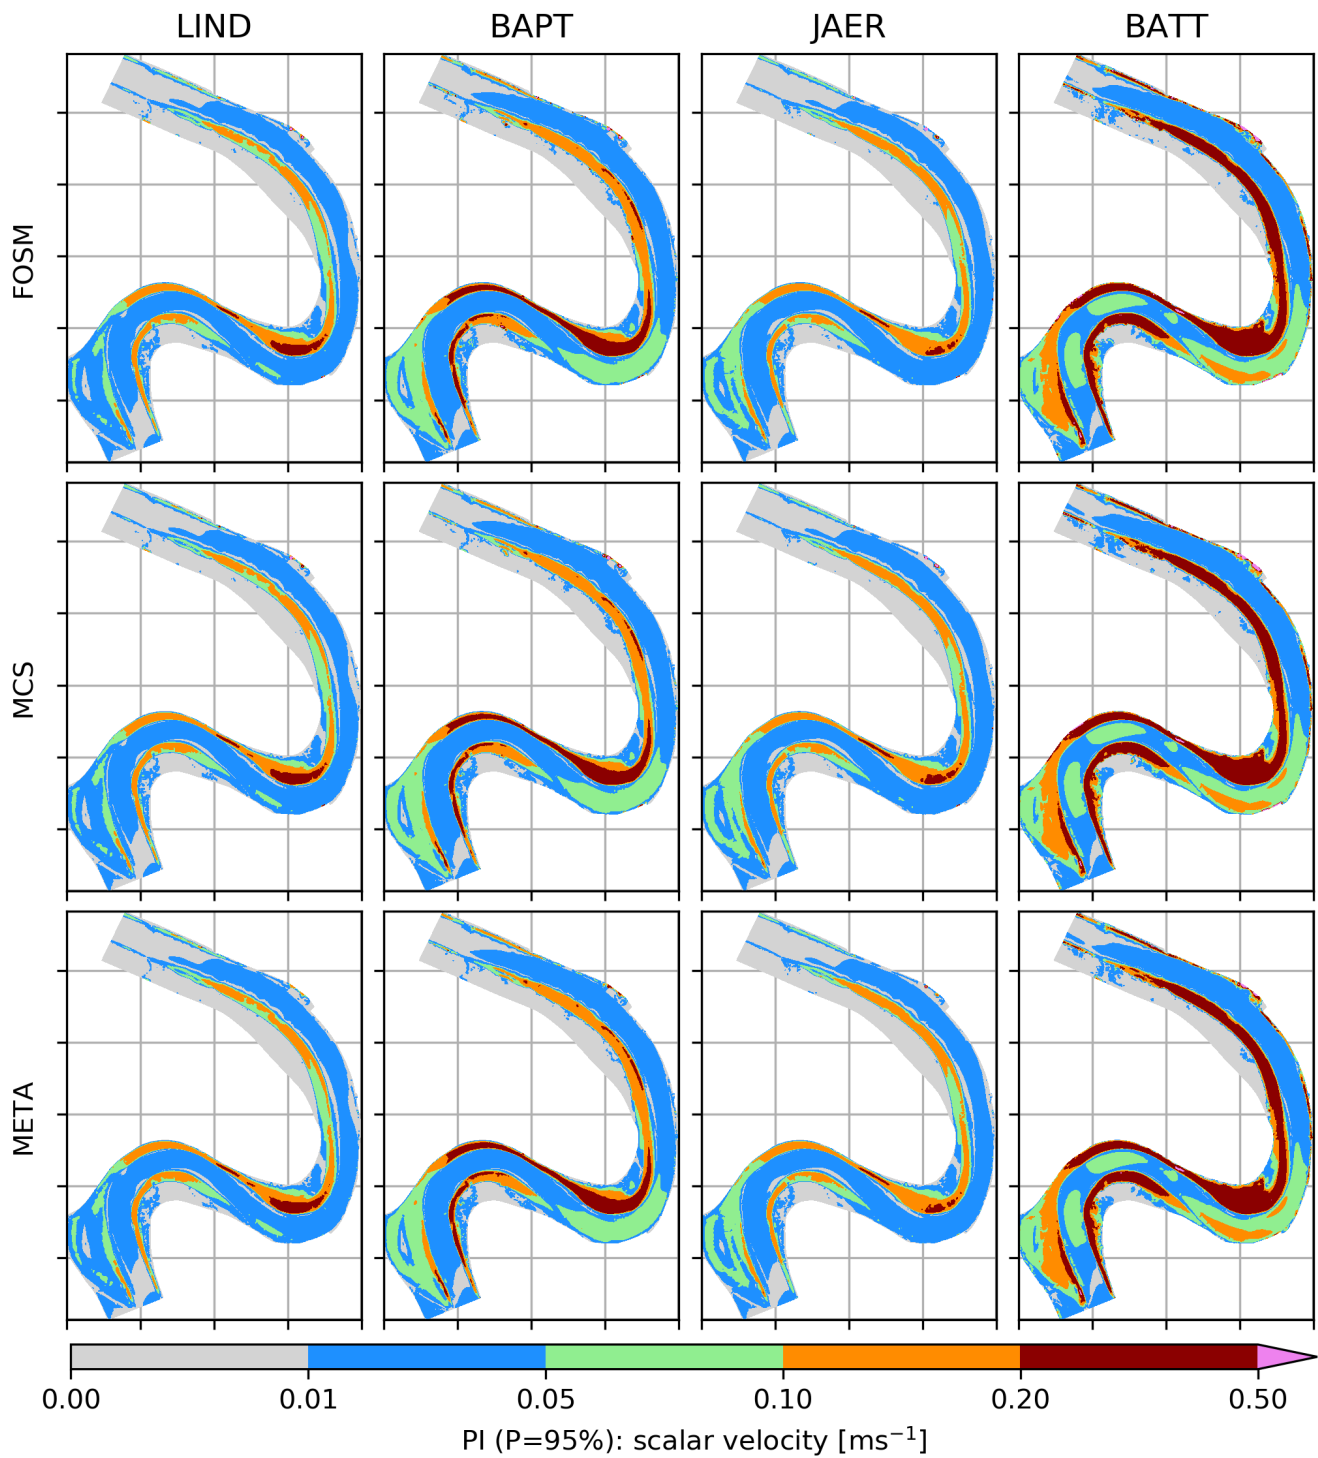 LIND BAPT JAER BATT
FOSM
MCS
META
0.00 0.01 0.05 0.10 0.20 0.50
PI (P=95%): scalar velocity [ms⁻¹]